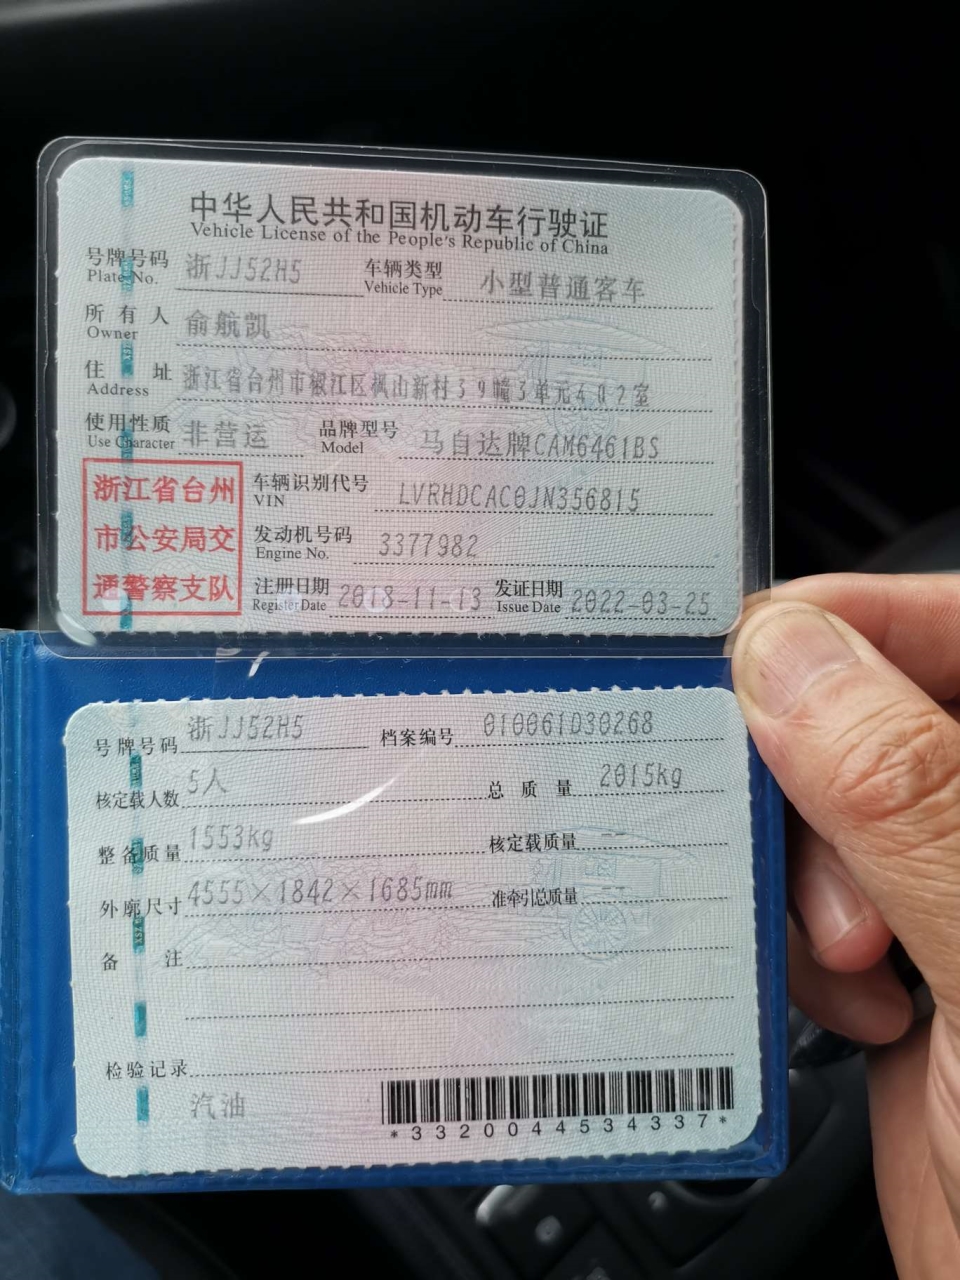 中华人民共和国机动车行驶证
Vehicle License of the People's Republic of China
号牌号码 浙JJ52H5 车辆类型 小型普通客车
Plate No. Vehicle Type
所有人 俞航凯
Owner
住址 浙江省台州市椒江区枫山新村39幢3单元402室
Address
使用性质 非营运 品牌型号 马自达牌CAM6461BS
Use Character Model
浙江省台州
市公安局交
通警察支队
车辆识别代号 LVRHDCAC0JN356815
VIN
发动机号码 3377982
Engine No.
注册日期 2018-11-13 发证日期 2022-03-25
Register Date Issue Date
号牌号码 浙JJ52H5 档案编号 010061D30268
核定载人数 5人 总质量 2015kg
整备质量 1553kg 核定载质量 --
外廓尺寸 4555×1842×1685mm 准牵引总质量 --
备注
检验记录
汽油
*3320044534337*